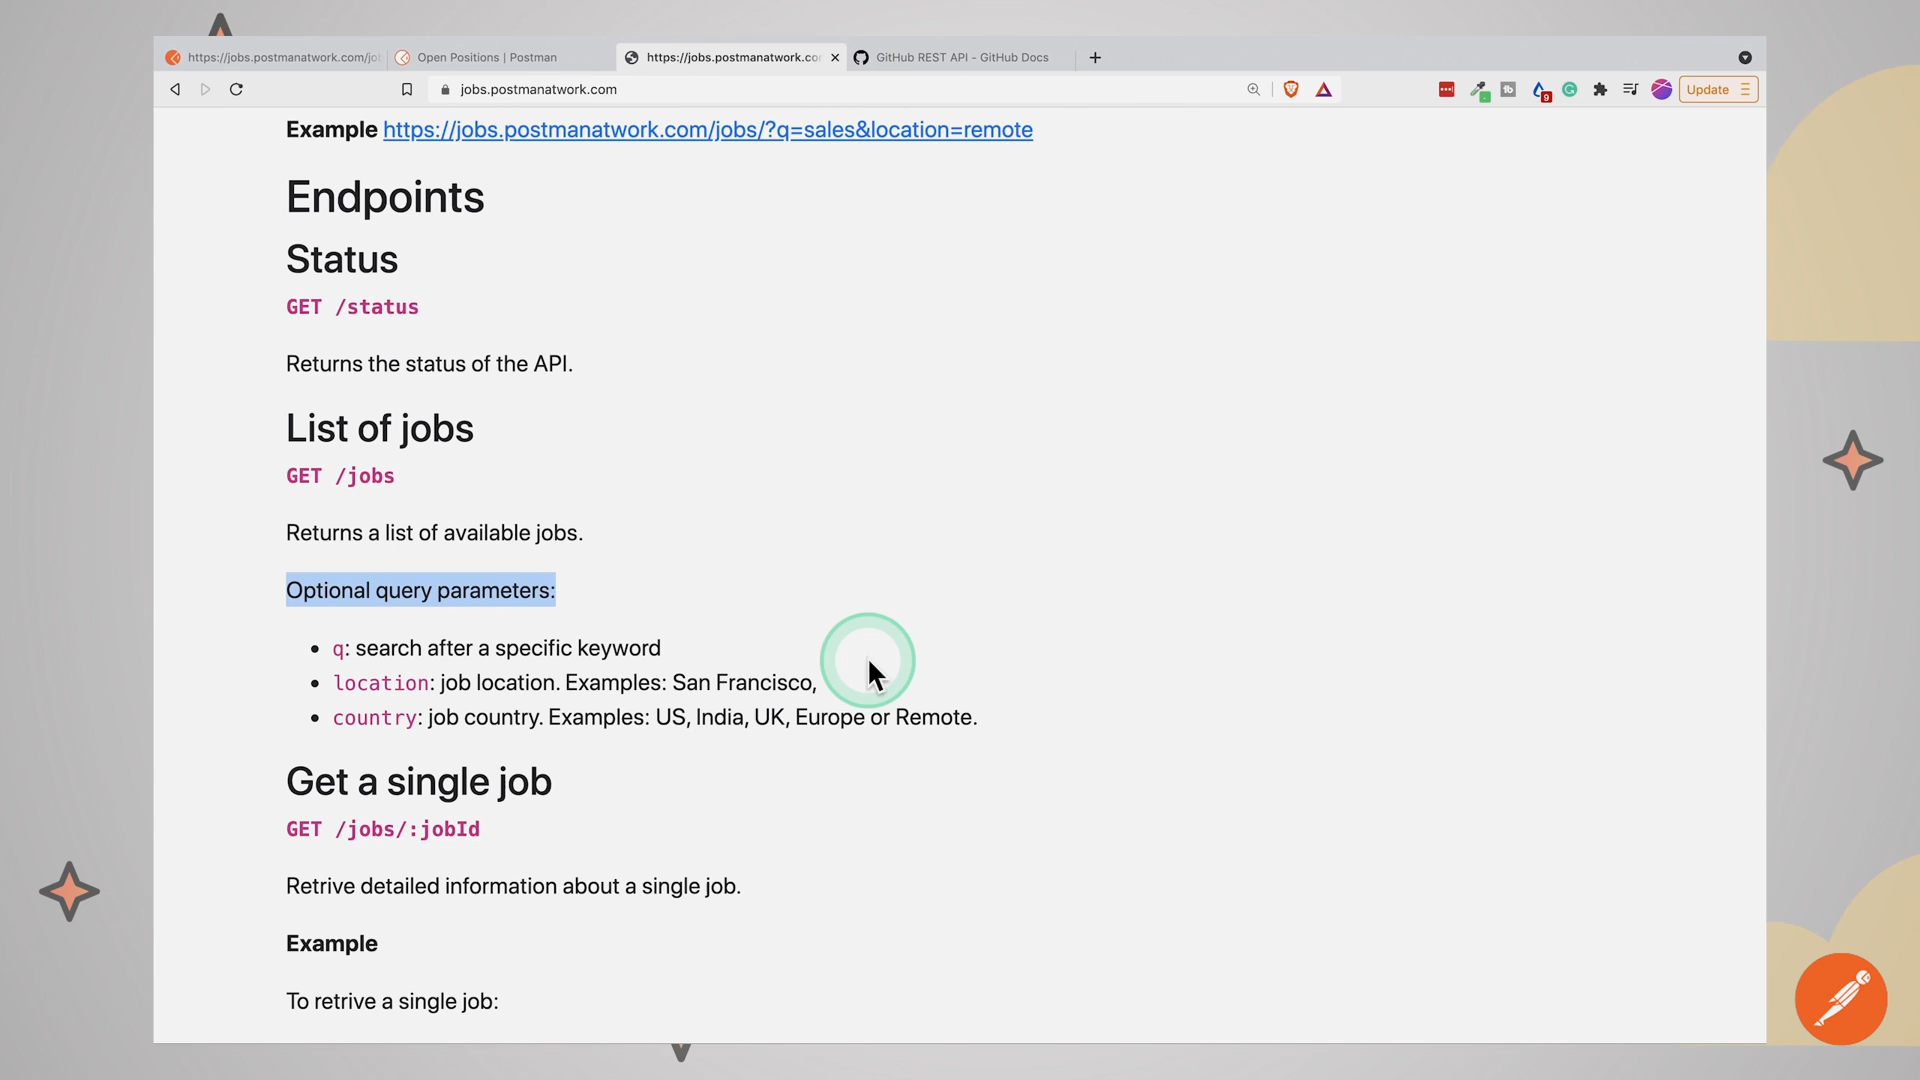 https://jobs.postmanatwork.com/jo
Open Positions | Postman
https://jobs.postmanatwork.co
GitHub REST API - GitHub Docs
jobs.postmanatwork.com
9
Update
Example https://jobs.postmanatwork.com/jobs/?q=sales&location=remote
Endpoints
Status
GET /status
Returns the status of the API.
List of jobs
GET /jobs
Returns a list of available jobs.
Optional query parameters:
• q: search after a specific keyword
• location: job location. Examples: San Francisco,
• country: job country. Examples: US, India, UK, Europe or Remote.
Get a single job
GET /jobs/:jobId
Retrive detailed information about a single job.
Example
To retrive a single job: